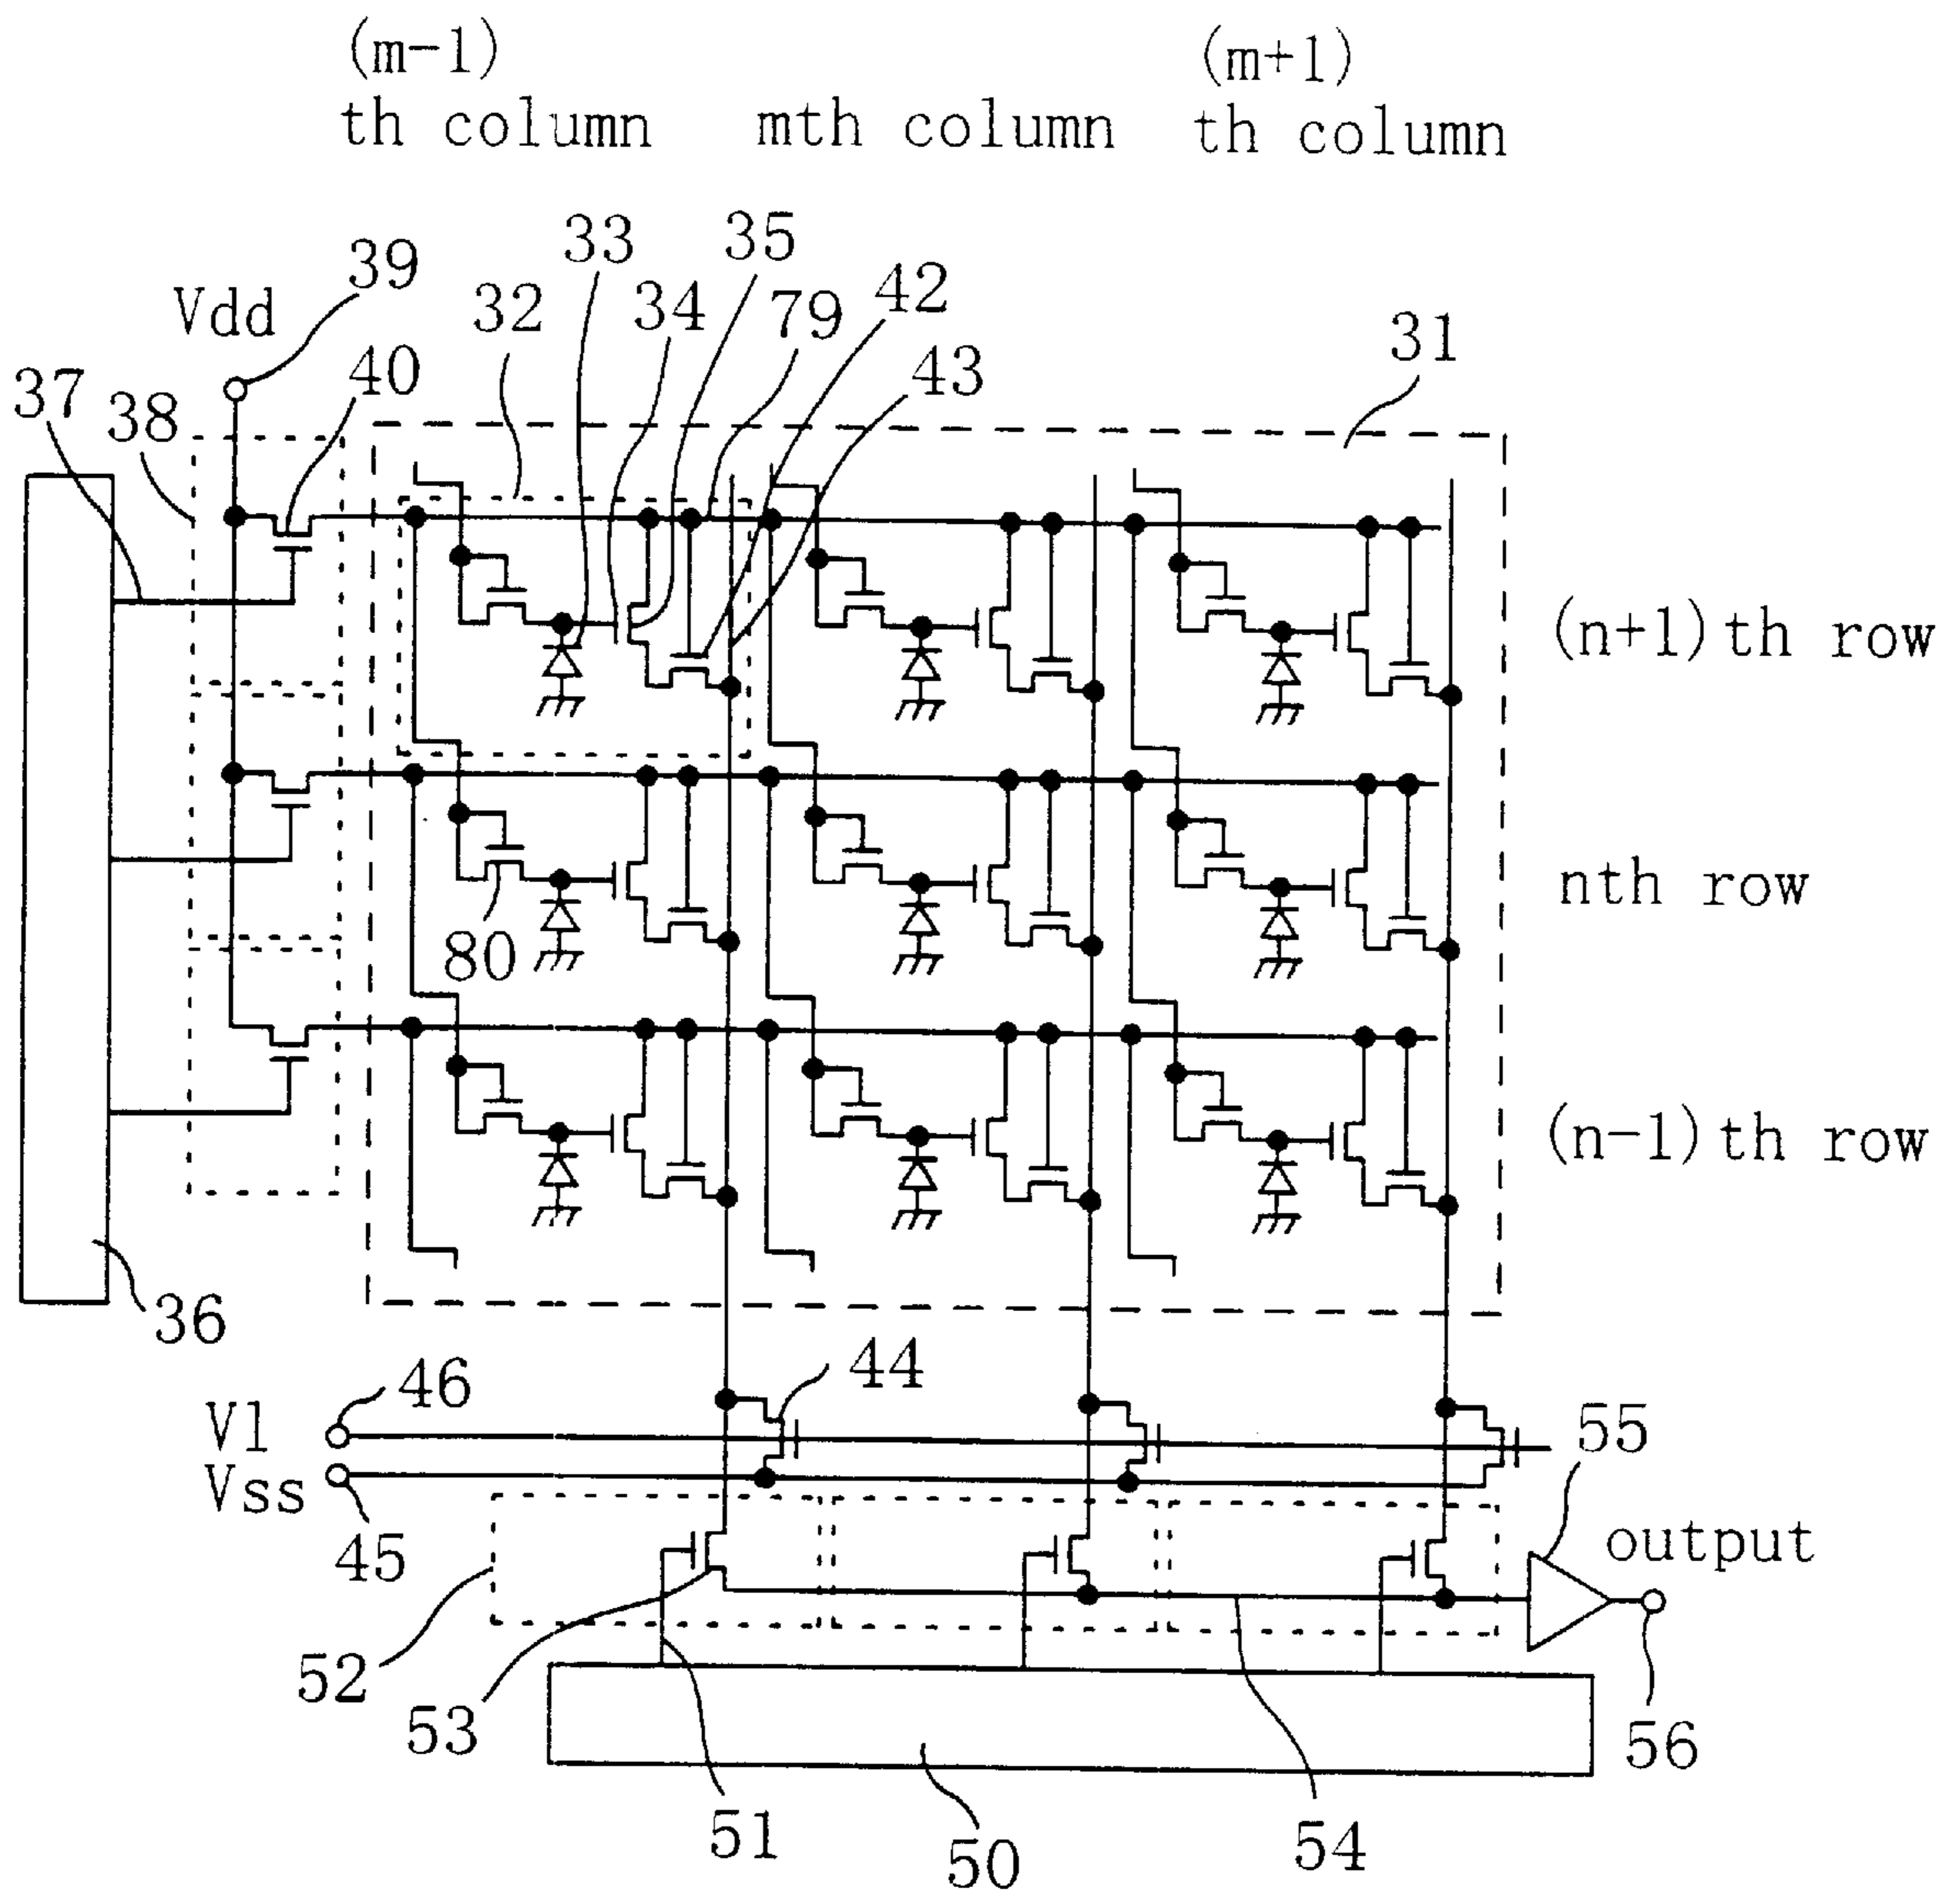 (m-1)
th column
mth column
(m+1)
th column
33
35
39
32
34
79
42
Vdd
31
37
38
40
43
(n+1)th row
80
nth row
(n-1)th row
36
46
44
Vl
55
Vss
45
output
52
53
56
51
50
54